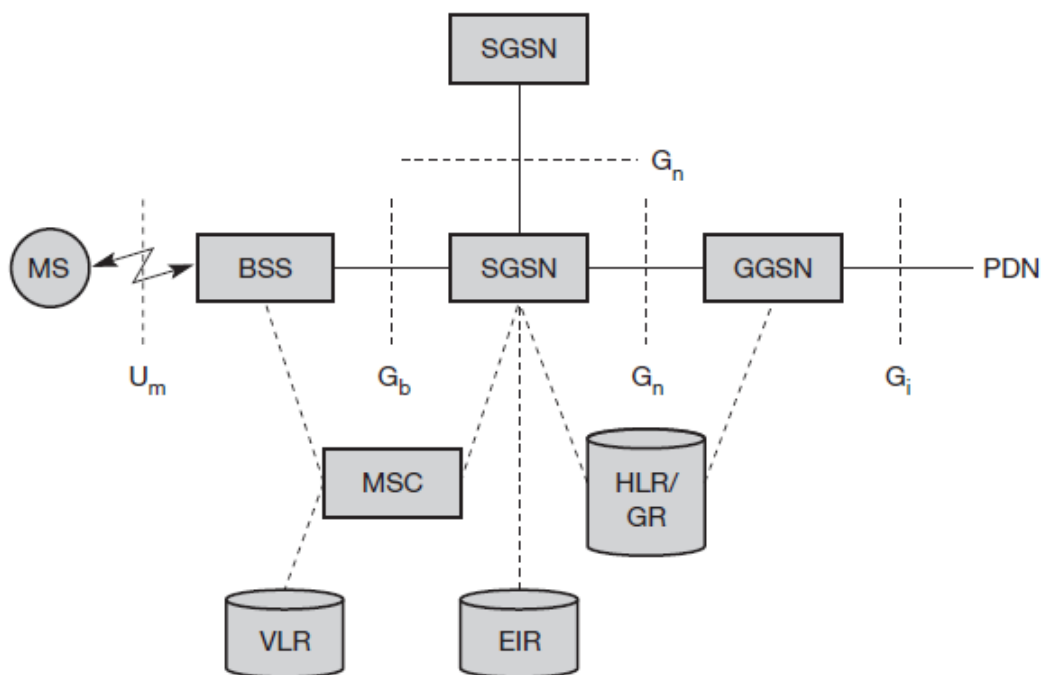 SGSN
Gn
MS
BSS
SGSN
GGSN
PDN
Um
Gb
Gn
Gi
MSC
HLR/
GR
VLR
EIR